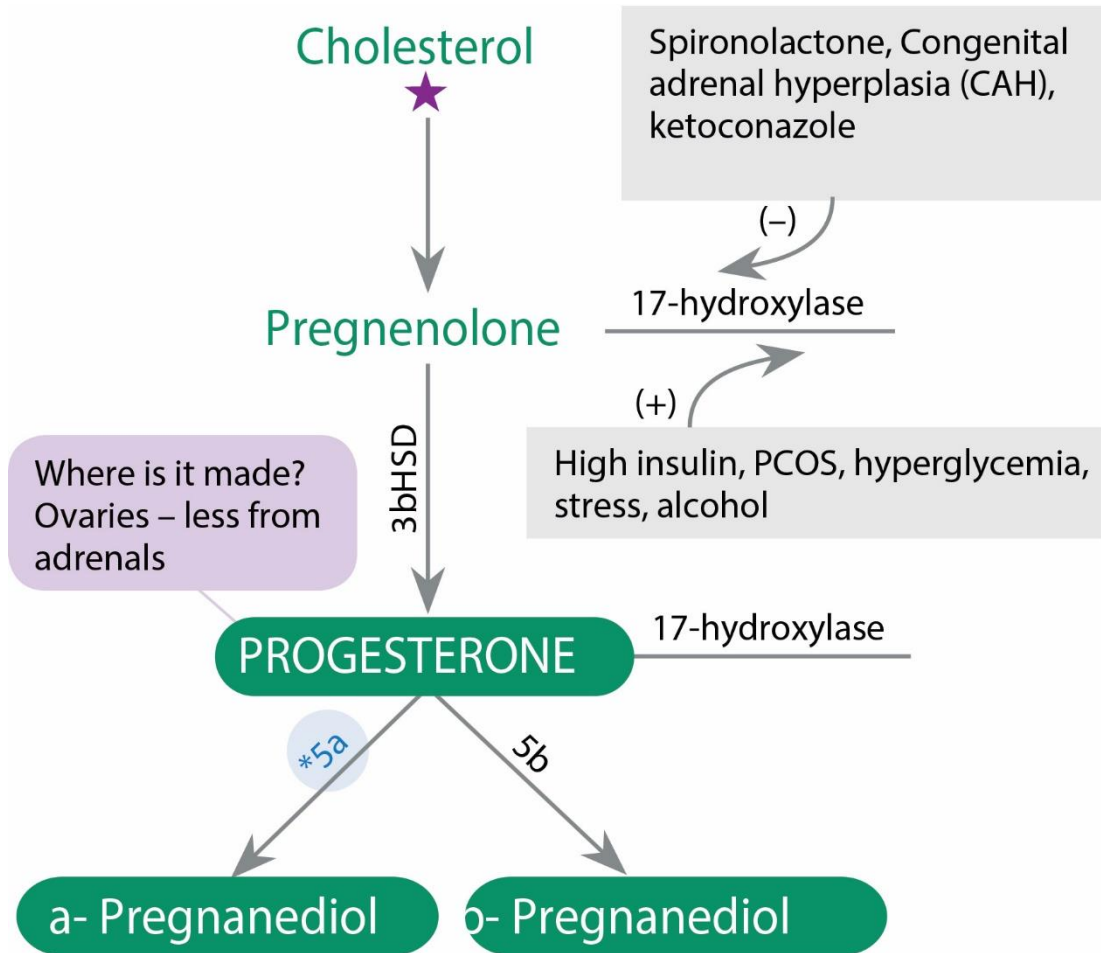 Cholesterol
Spironolactone, Congenital
adrenal hyperplasia (CAH),
ketoconazole
(–)
17-hydroxylase
Pregnenolone
(+)
High insulin, PCOS, hyperglycemia,
stress, alcohol
3bHSD
Where is it made?
Ovaries – less from
adrenals
PROGESTERONE
17-hydroxylase
*5a
5b
a- Pregnanediol
b- Pregnanediol